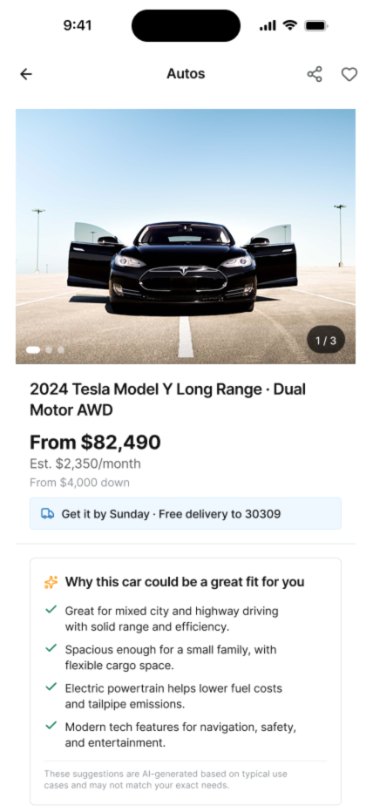 9:41
Autos
1 / 3
2024 Tesla Model Y Long Range · Dual
Motor AWD
From $82,490
Est. $2,350/month
From $4,000 down
Get it by Sunday · Free delivery to 30309
Why this car could be a great fit for you
Great for mixed city and highway driving
with solid range and efficiency.
Spacious enough for a small family, with
flexible cargo space.
Electric powertrain helps lower fuel costs
and tailpipe emissions.
Modern tech features for navigation, safety,
and entertainment.
These suggestions are AI-generated based on typical use
cases and may not match your exact needs.